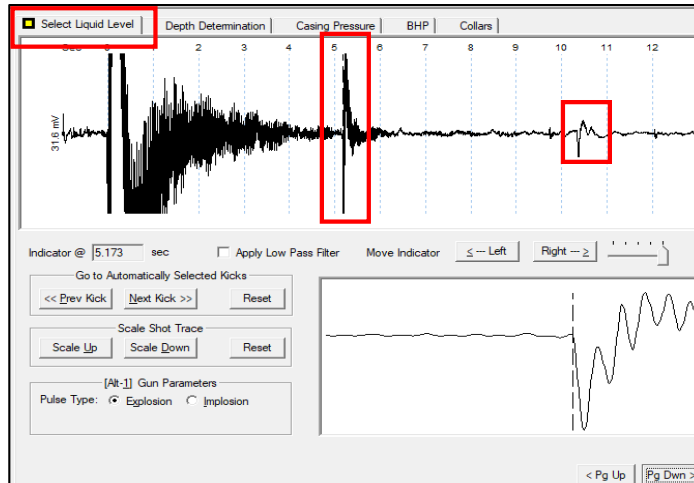 Select Liquid Level Depth Determination Casing Pressure BHP Collars
Sec 0 2 3 4 5 6 7 8 9 10 11 12
31.6 mV
Indicator @ 5.173 sec Apply Low Pass Filter Move Indicator < --- Left Right --- >
Go to Automatically Selected Kicks
<< Prev Kick Next Kick >> Reset
Scale Shot Trace
Scale Up Scale Down Reset
[Alt-1] Gun Parameters
Pulse Type: Explosion Implosion
< Pg Up Pg Dwn >